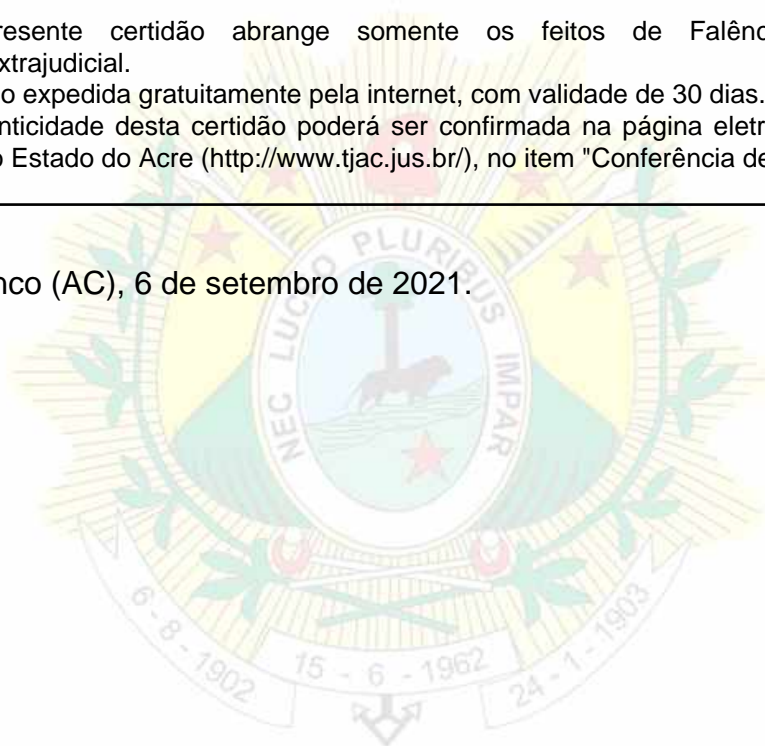 resente certidão abrange somente os feitos de Falênc
xtrajudicial.
o expedida gratuitamente pela internet, com validade de 30 dias.
nticidade desta certidão poderá ser confirmada na página eletr
o Estado do Acre (http://www.tjac.jus.br/), no item "Conferência de
nco (AC), 6 de setembro de 2021.
NEC LUCEO PLURIBUS IMPAR
6 - 8 - 1902
15 - 6 - 1962
24 - 1 - 1903